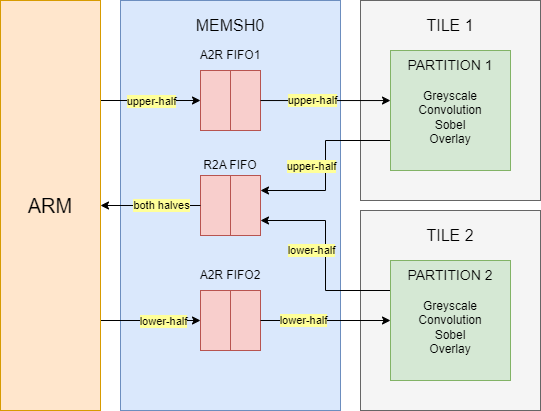 MEMSH0
TILE 1
A2R FIFO1
PARTITION 1
upper-half
upper-half
Greyscale
Convolution
Sobel
Overlay
R2A FIFO
upper-half
ARM
both halves
TILE 2
lower-half
A2R FIFO2
PARTITION 2
lower-half
lower-half
Greyscale
Convolution
Sobel
Overlay